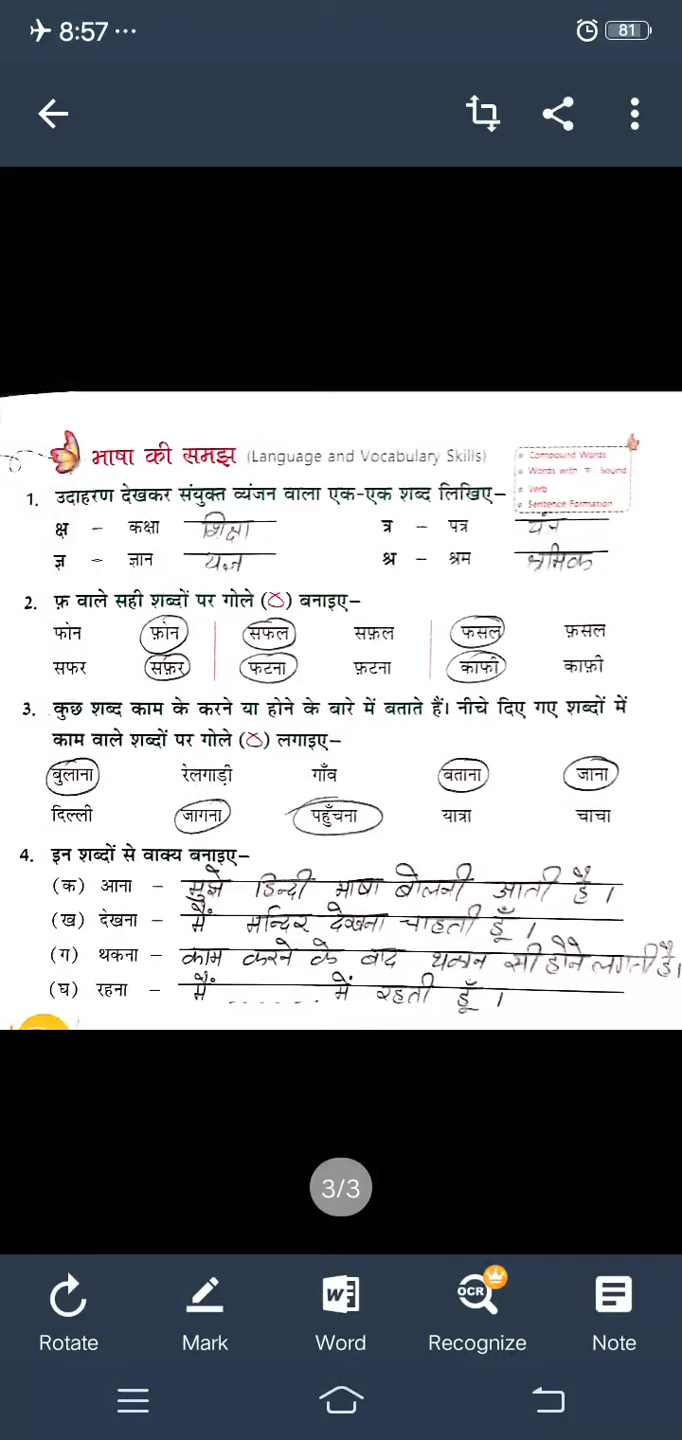 8:57 ...
81
भाषा की समझ (Language and Vocabulary Skills)
Compound Words
Words with फ़ Sound
Verb
Sentence Formation
1. उदाहरण देखकर संयुक्त व्यंजन वाला एक-एक शब्द लिखिए–
क्ष – कक्षा शिक्षा त्र – पत्र यंत्र
ज्ञ – ज्ञान यज्ञ श्र – श्रम श्रमिक
2. फ़ वाले सही शब्दों पर गोले () बनाइए–
फोन फ़ोन सफल सफ़ल फसल फ़सल
सफर सफ़र फटना फ़टना काफी काफ़ी
3. कुछ शब्द काम के करने या होने के बारे में बताते हैं। नीचे दिए गए शब्दों में
काम वाले शब्दों पर गोले () लगाइए–
बुलाना रेलगाड़ी गाँव बताना जाना
दिल्ली जागना पहुँचना यात्रा चाचा
4. इन शब्दों से वाक्य बनाइए–
(क) आना – मुझे हिन्दी भाषा बोलनी आती है।
(ख) देखना – मैं मन्दिर देखना चाहती हूँ।
(ग) थकना – काम करने के बाद थकान सी होने लगती है।
(घ) रहना – मैं ........ में रहती हूँ।
3/3
Rotate Mark Word OCR Recognize Note